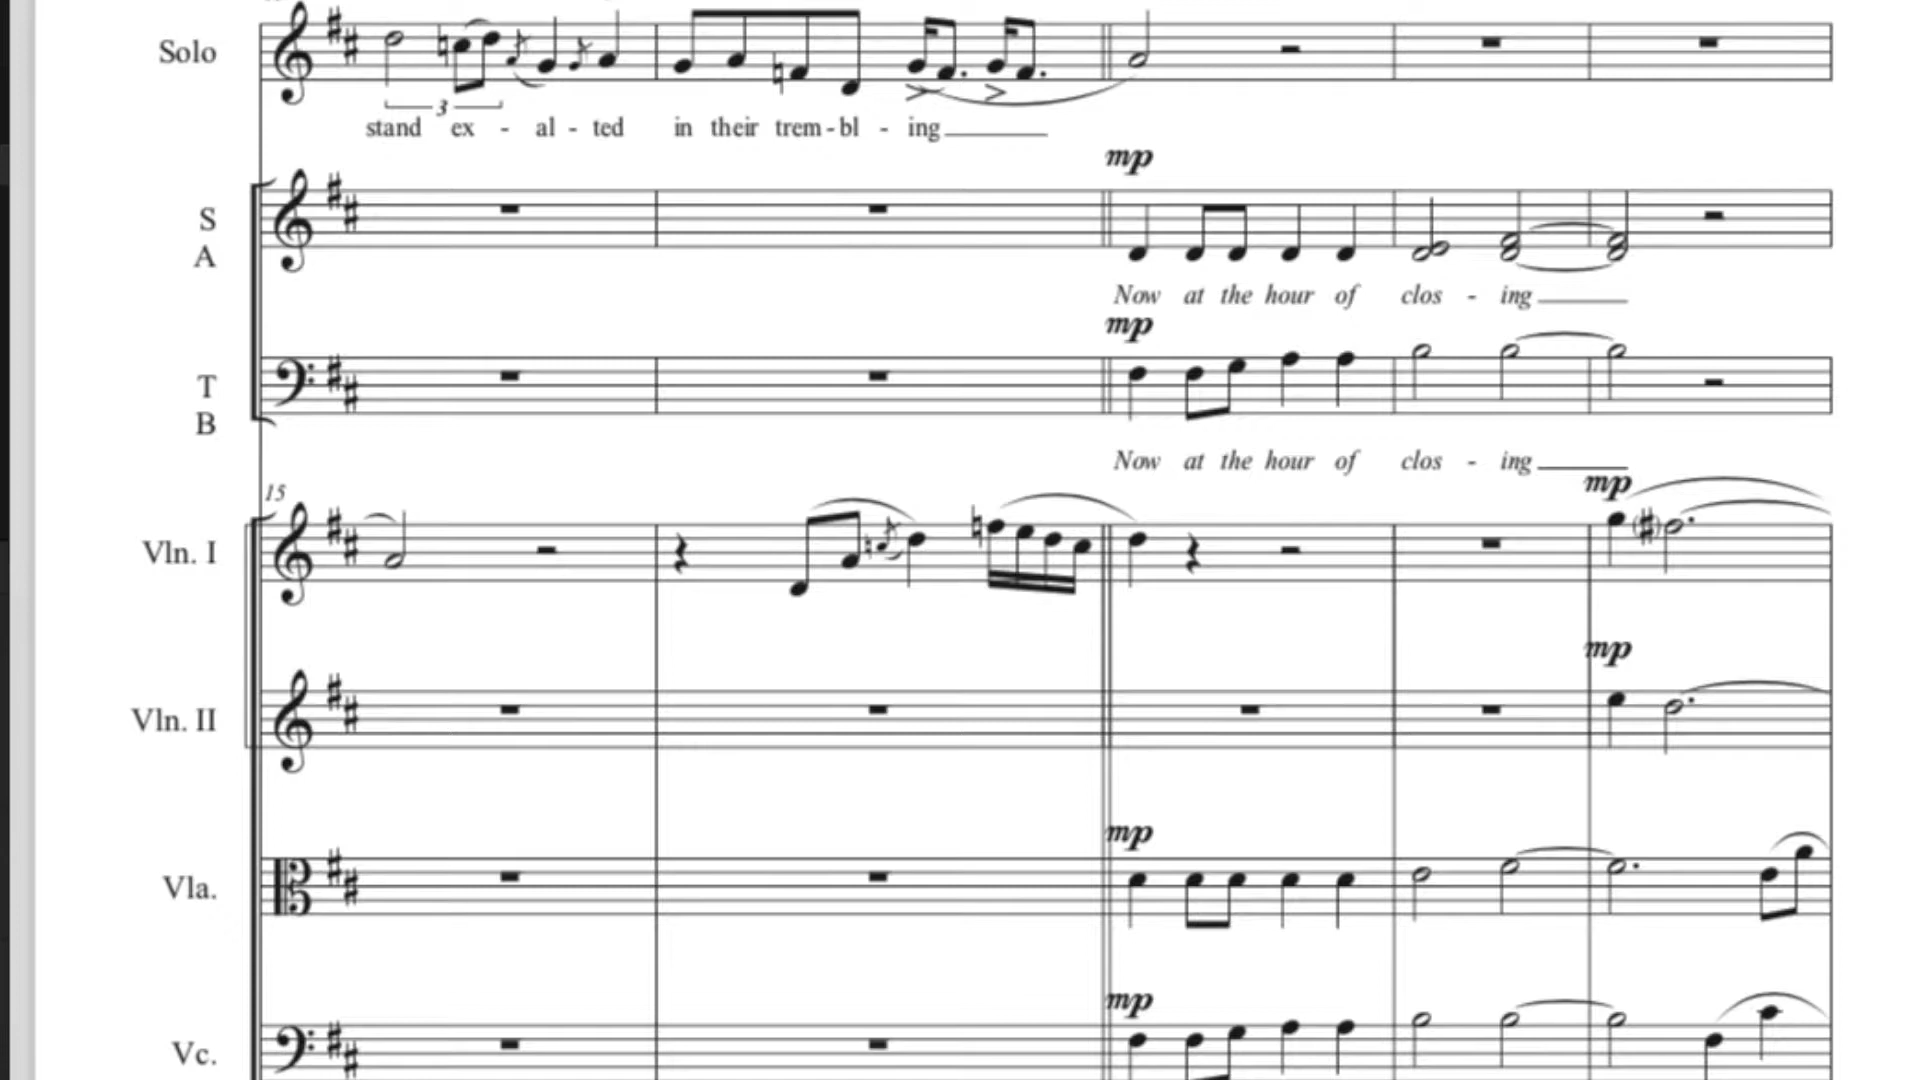 Solo
3
stand ex - al - ted in their trem - bl - ing
mp
S
A
Now at the hour of clos - ing
mp
T
B
Now at the hour of clos - ing
mp
15
Vln. I
mp
Vln. II
mp
Vla.
mp
Vc.